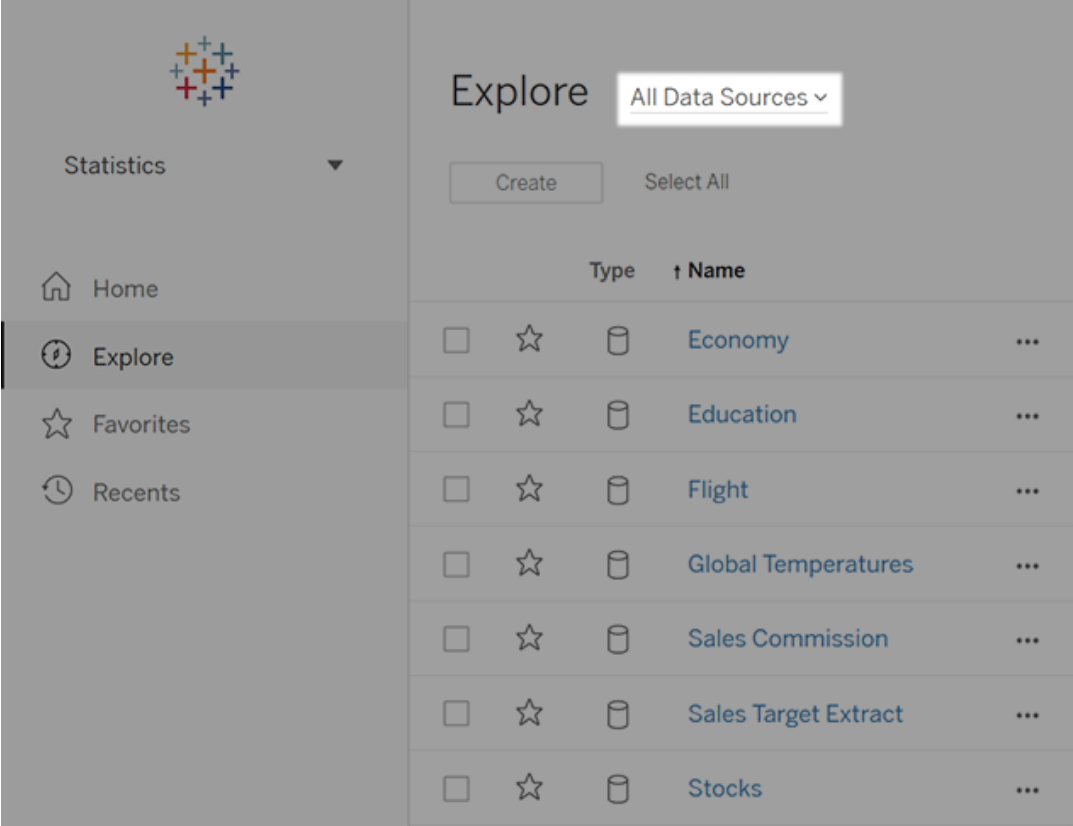 Explore All Data Sources
Statistics
Create Select All
Type Name
Home
Explore
Favorites
Recents
Economy
Education
Flight
Global Temperatures
Sales Commission
Sales Target Extract
Stocks